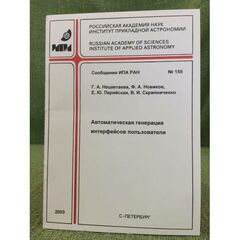 РОССИЙСКАЯ АКАДЕМИЯ НАУК
ИНСТИТУТ ПРИКЛАДНОЙ АСТРОНОМИИ
RUSSIAN ACADEMY OF SCIENCES
INSTITUTE OF APPLIED ASTRONOMY
Сообщения ИПА РАН № 159
Г. А. Нецветаева, Ф. А. Новиков,
Е. Ю. Парийская, В. И. Скрипниченко
Автоматическая генерация
интерфейсов пользователя
2003
С.-ПЕТЕРБУРГ